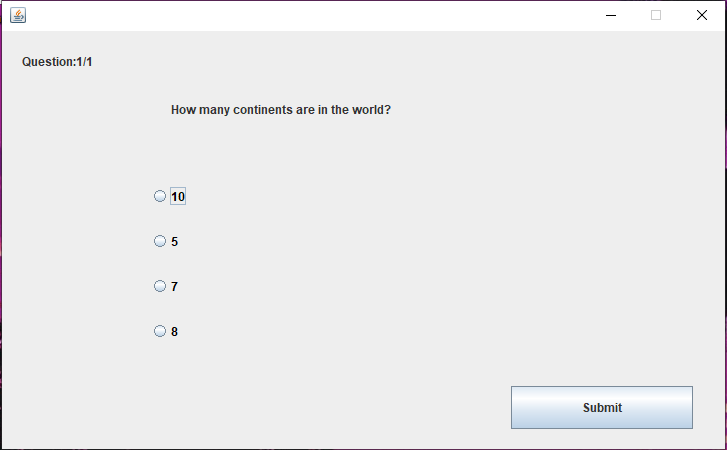 Question:1/1
How many continents are in the world?
10
5
7
8
Submit